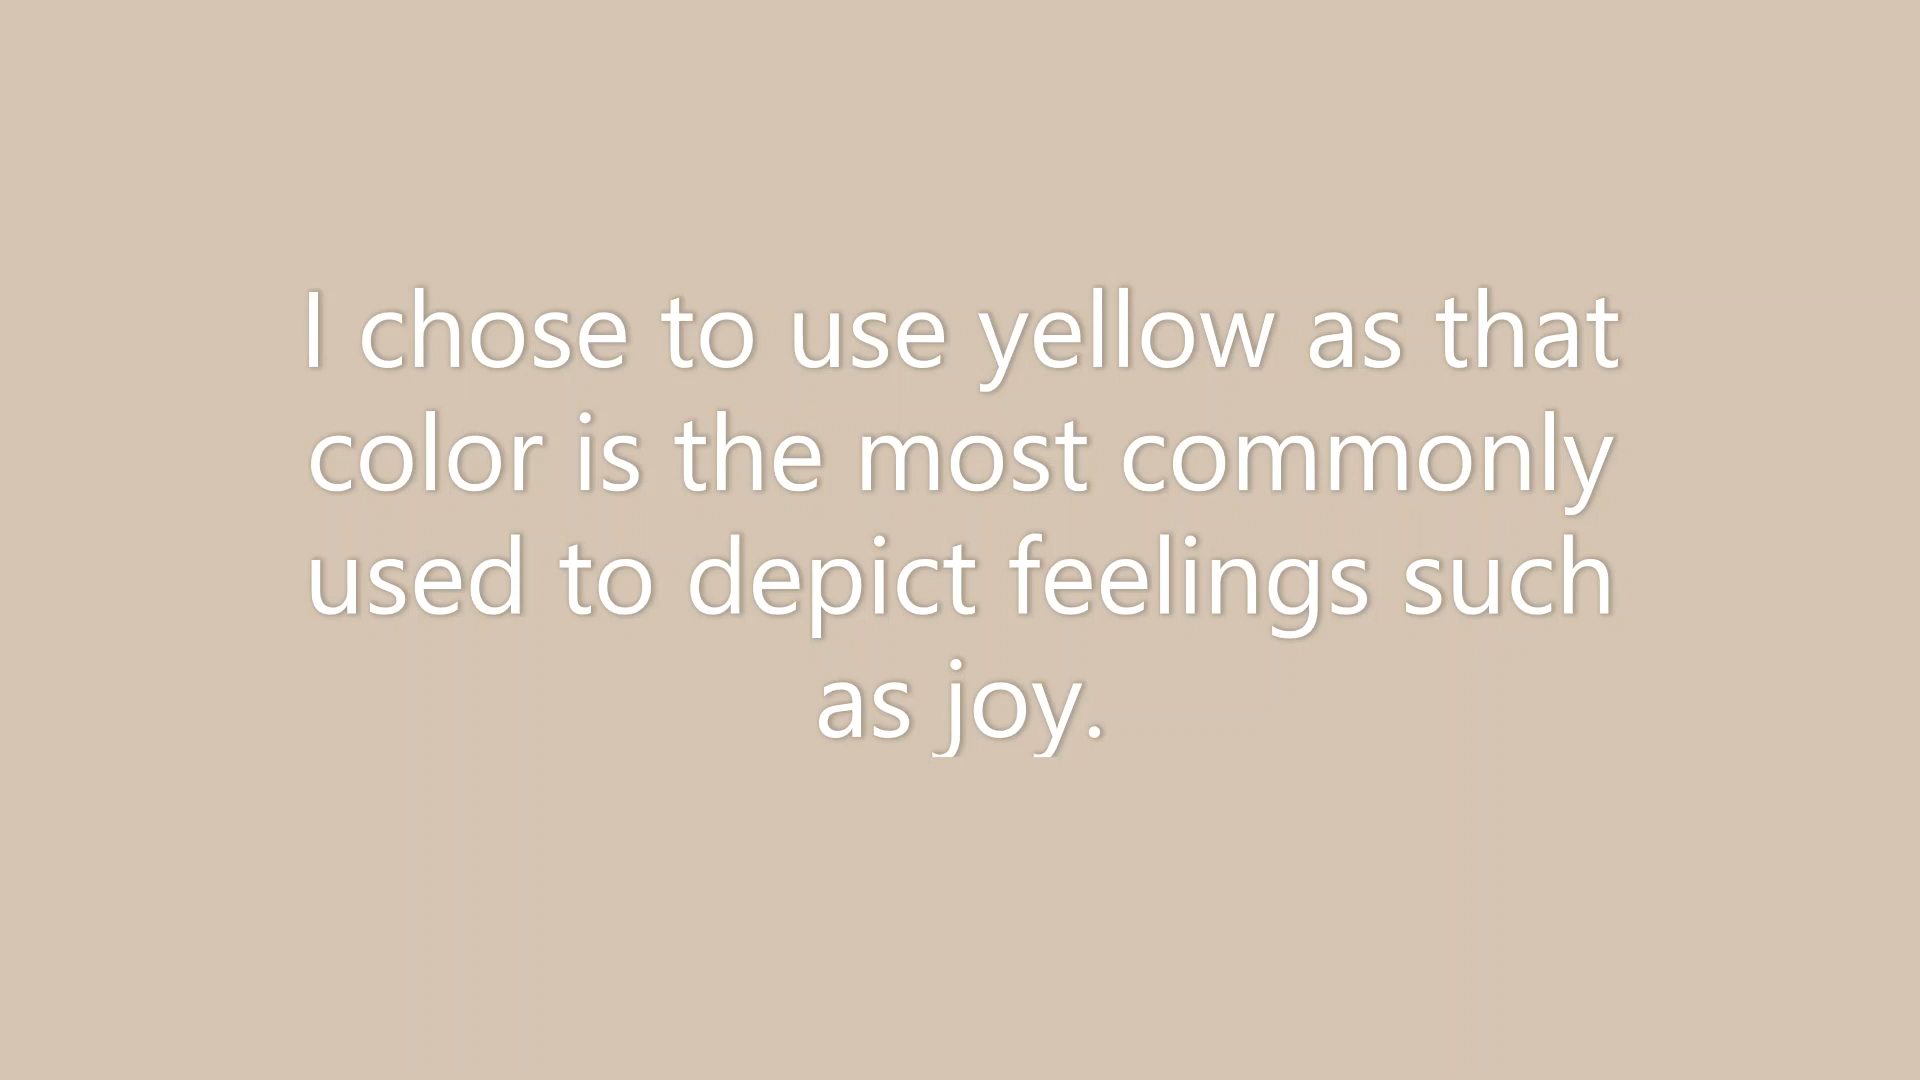 I chose to use yellow as that
color is the most commonly
used to depict feelings such
as joy.